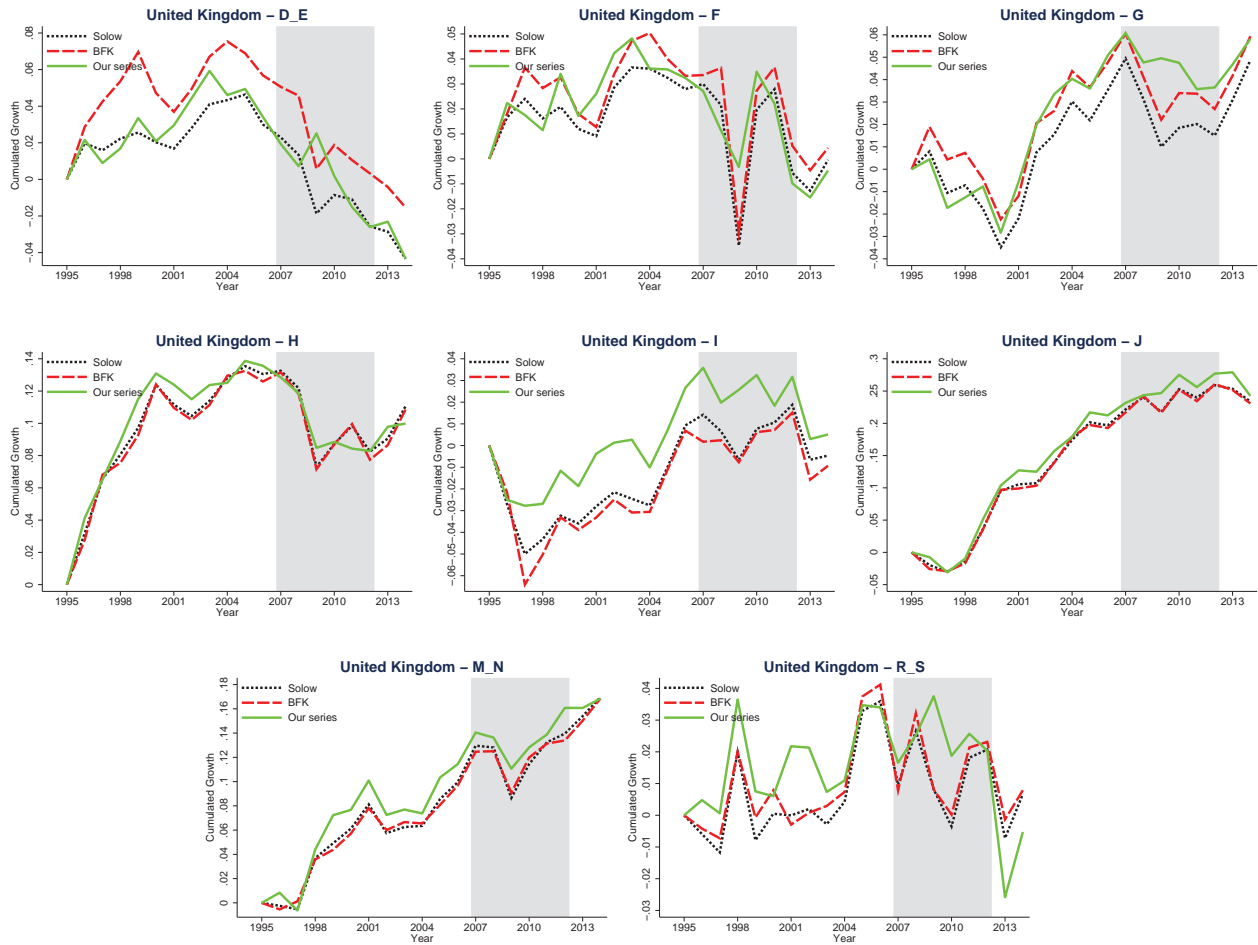 United Kingdom – D_E
Solow
BFK
Our series
Cumulated Growth
.08
.06
.04
.02
0
−.02
−.04
1995 1998 2001 2004 2007 2010 2013
Year
United Kingdom – F
Solow
BFK
Our series
Cumulated Growth
.05
.04
.03
.02
.01
0
−.01
−.02
−.03
−.04
1995 1998 2001 2004 2007 2010 2013
Year
United Kingdom – G
Solow
BFK
Our series
Cumulated Growth
.06
.05
.04
.03
.02
.01
0
−.01
−.02
−.03
−.04
1995 1998 2001 2004 2007 2010 2013
Year
United Kingdom – H
Solow
BFK
Our series
Cumulated Growth
.14
.12
.1
.08
.06
.04
.02
0
1995 1998 2001 2004 2007 2010 2013
Year
United Kingdom – I
Solow
BFK
Our series
Cumulated Growth
.04
.03
.02
.01
0
−.01
−.02
−.03
−.04
−.05
−.06
1995 1998 2001 2004 2007 2010 2013
Year
United Kingdom – J
Solow
BFK
Our series
Cumulated Growth
.3
.25
.2
.15
.1
.05
0
−.05
1995 1998 2001 2004 2007 2010 2013
Year
United Kingdom – M_N
Solow
BFK
Our series
Cumulated Growth
.18
.16
.14
.12
.1
.08
.06
.04
.02
0
1995 1998 2001 2004 2007 2010 2013
Year
United Kingdom – R_S
Solow
BFK
Our series
Cumulated Growth
.04
.03
.02
.01
0
−.01
−.02
−.03
1995 1998 2001 2004 2007 2010 2013
Year